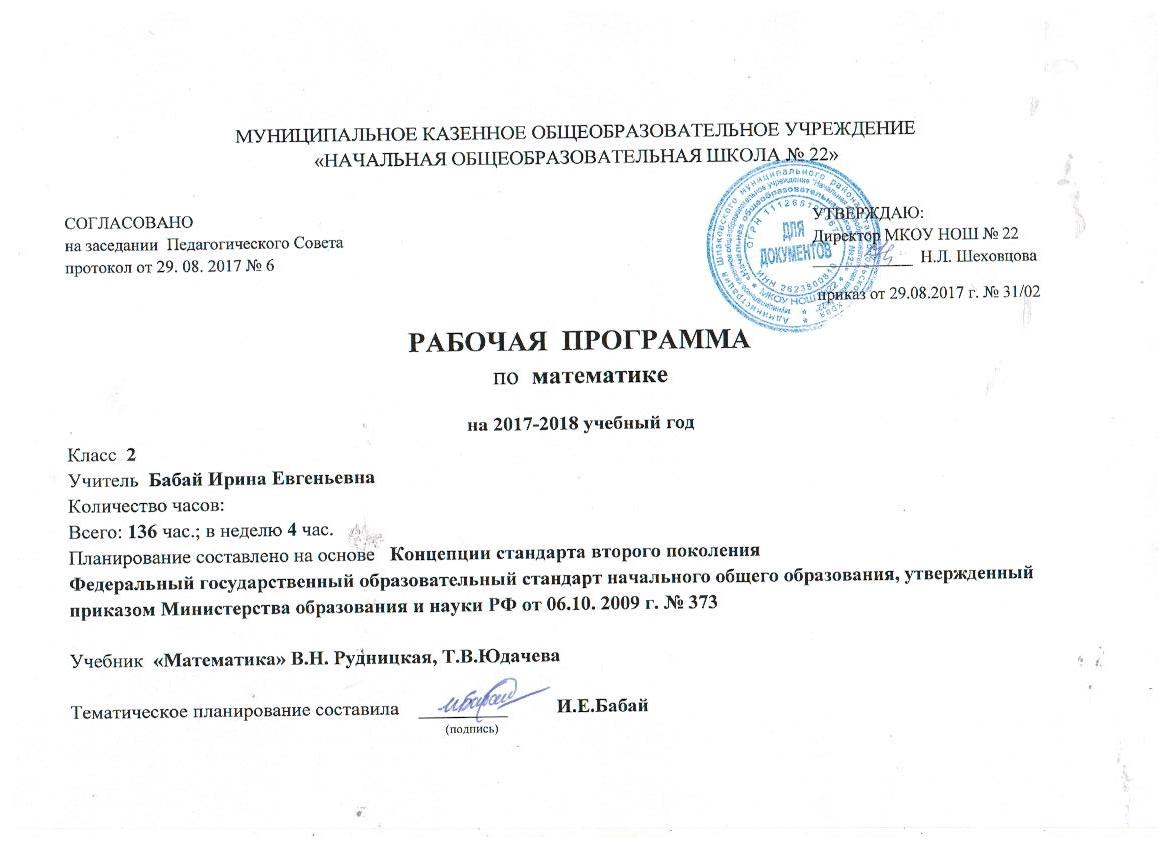 МУНИЦИПАЛЬНОЕ КАЗЕННОЕ ОБЩЕОБРАЗОВАТЕЛЬНОЕ УЧРЕЖДЕНИЕ
«НАЧАЛЬНАЯ ОБЩЕОБРАЗОВАТЕЛЬНАЯ ШКОЛА № 22»
СОГЛАСОВАНО
на заседании Педагогического Совета
протокол от 29. 08. 2017 № 6
УТВЕРЖДАЮ:
Директор МКОУ НОШ № 22
Н.Л. Шеховцова
приказ от 29.08.2017 г. № 31/02
ДЛЯ
ДОКУМЕНТОВ
РАБОЧАЯ ПРОГРАММА
по математике
на 2017-2018 учебный год
Класс 2
Учитель Бабай Ирина Евгеньевна
Количество часов:
Всего: 136 час.; в неделю 4 час.
Планирование составлено на основе Концепции стандарта второго поколения
Федеральный государственный образовательный стандарт начального общего образования, утвержденный
приказом Министерства образования и науки РФ от 06.10. 2009 г. № 373
Учебник «Математика» В.Н. Рудницкая, Т.В.Юдачева
Тематическое планирование составила И.Е.Бабай
(подпись)